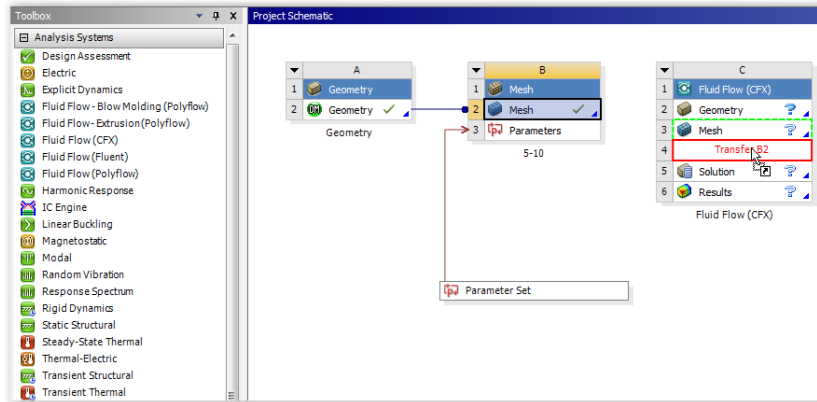 Toolbox
Project Schematic
Analysis Systems
Design Assessment
Electric
Explicit Dynamics
Fluid Flow - Blow Molding (Polyflow)
Fluid Flow - Extrusion (Polyflow)
Fluid Flow (CFX)
Fluid Flow (Fluent)
Fluid Flow (Polyflow)
Harmonic Response
IC Engine
Linear Buckling
Magnetostatic
Modal
Random Vibration
Response Spectrum
Rigid Dynamics
Static Structural
Steady-State Thermal
Thermal-Electric
Transient Structural
Transient Thermal
A
1 Geometry
2 Geometry
Geometry
B
1 Mesh
2 Mesh
3 Parameters
5-10
C
1 Fluid Flow (CFX)
2 Geometry
3 Mesh
4 Transfer B2
5 Solution
6 Results
Fluid Flow (CFX)
Parameter Set